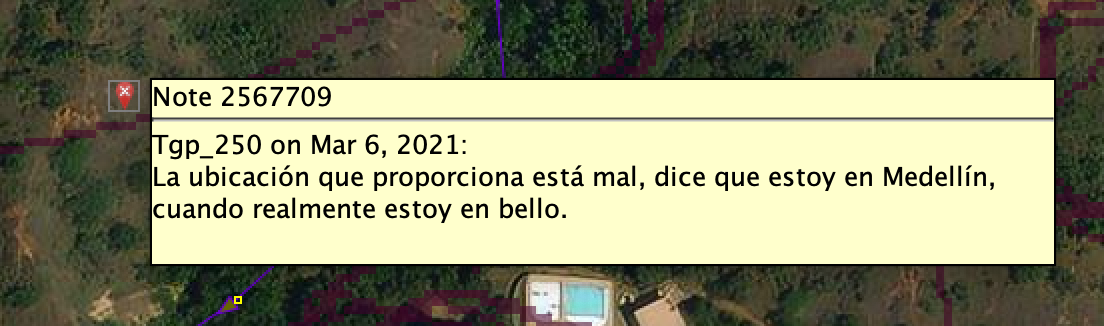 Note 2567709
Tgp_250 on Mar 6, 2021:
La ubicación que proporciona está mal, dice que estoy en Medellín,
cuando realmente estoy en bello.